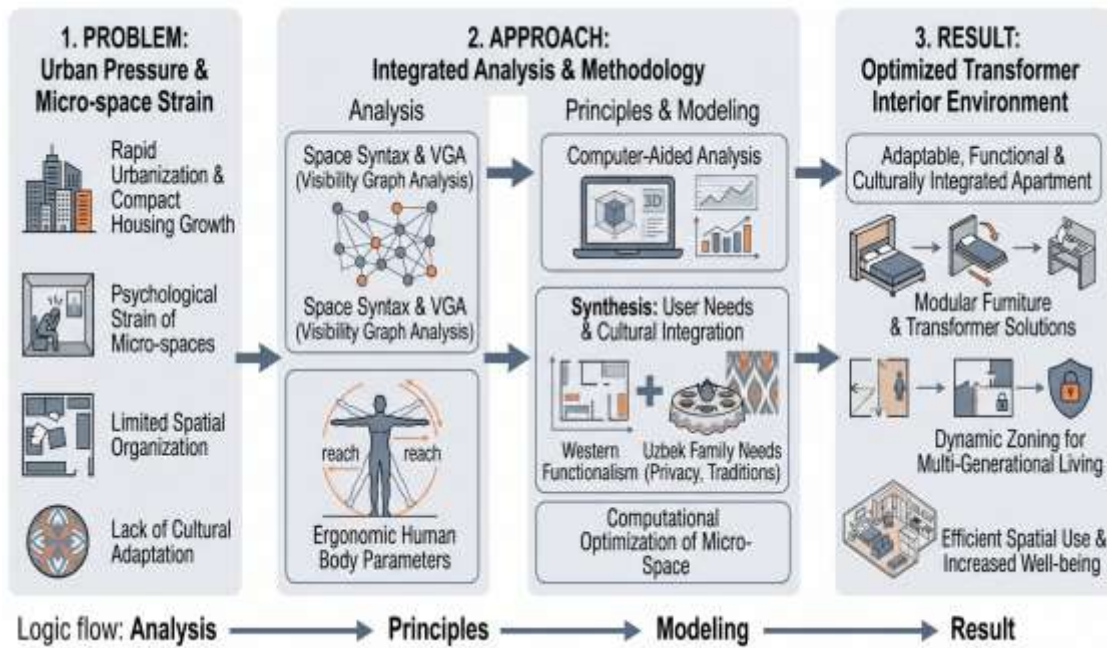 1. PROBLEM:
Urban Pressure &
Micro-space Strain
Rapid
Urbanization &
Compact
Housing Growth
Psychological
Strain of
Micro-spaces
Limited Spatial
Organization
Lack of Cultural
Adaptation
2. APPROACH:
Integrated Analysis & Methodology
Analysis
Space Syntax & VGA
(Visibility Graph Analysis)
Space Syntax & VGA
(Visibility Graph Analysis)
reach
reach
Ergonomic Human
Body Parameters
Principles & Modeling
Computer-Aided Analysis
3D
Synthesis: User Needs
& Cultural Integration
Western
Functionalism
Uzbek Family Needs
(Privacy, Traditions)
Computational
Optimization of Micro-
Space
3. RESULT:
Optimized Transformer
Interior Environment
Adaptable, Functional &
Culturally Integrated Apartment
Modular Furniture
& Transformer Solutions
Dynamic Zoning for
Multi-Generational Living
Efficient Spatial Use &
Increased Well-being
Logic flow: Analysis
Principles
Modeling
Result